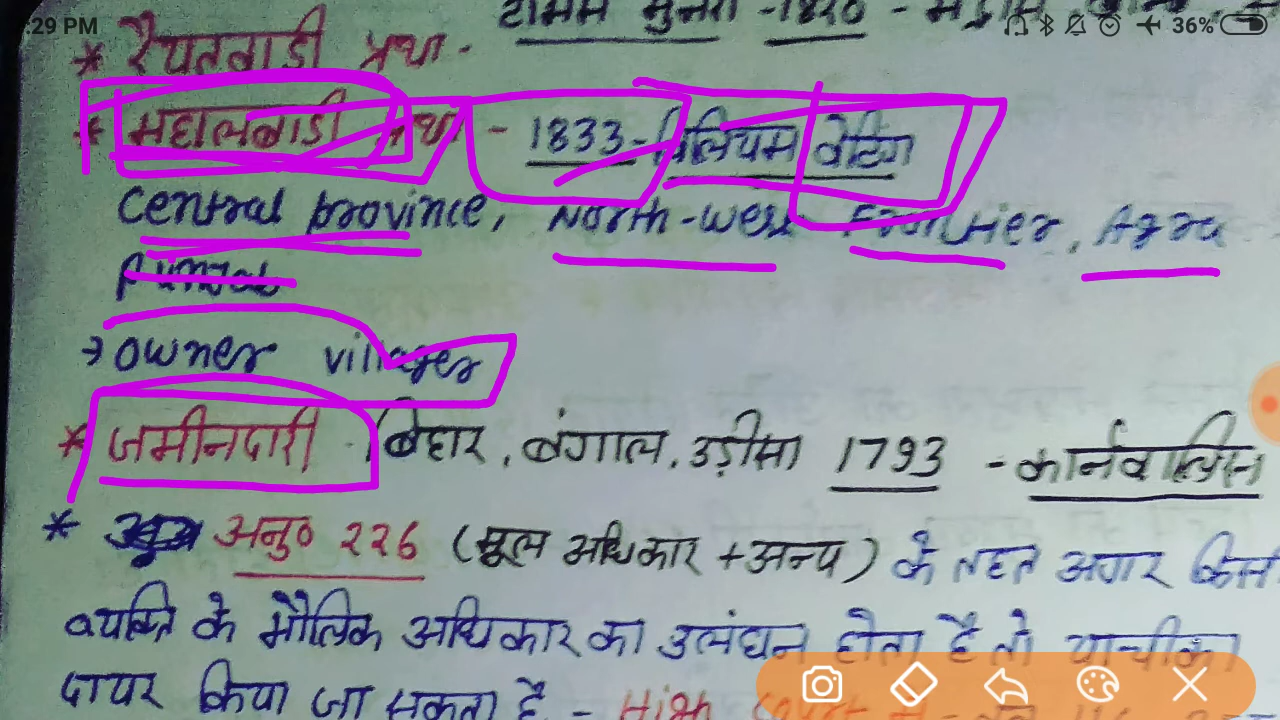 :29 PM 36%
टामस मुनरो - 1820 -
* रैयतवाडी प्रथा -
* महालवाडी प्रथा - 1833 - विलियम वेटिंग
Central province, North-west Frontier, Agra
Punjab
→ owner villager
* जमीनदारी - बिहार, बंगाल, उड़ीसा 1793 - कार्नवालिस
* अनु० २२6 (मूल अधिकार + अन्य) के तहत अगर किसी
व्यक्ति के मौलिक अधिकार का उलंघन होता है तो याचीका
दायर किया जा सकता है - High